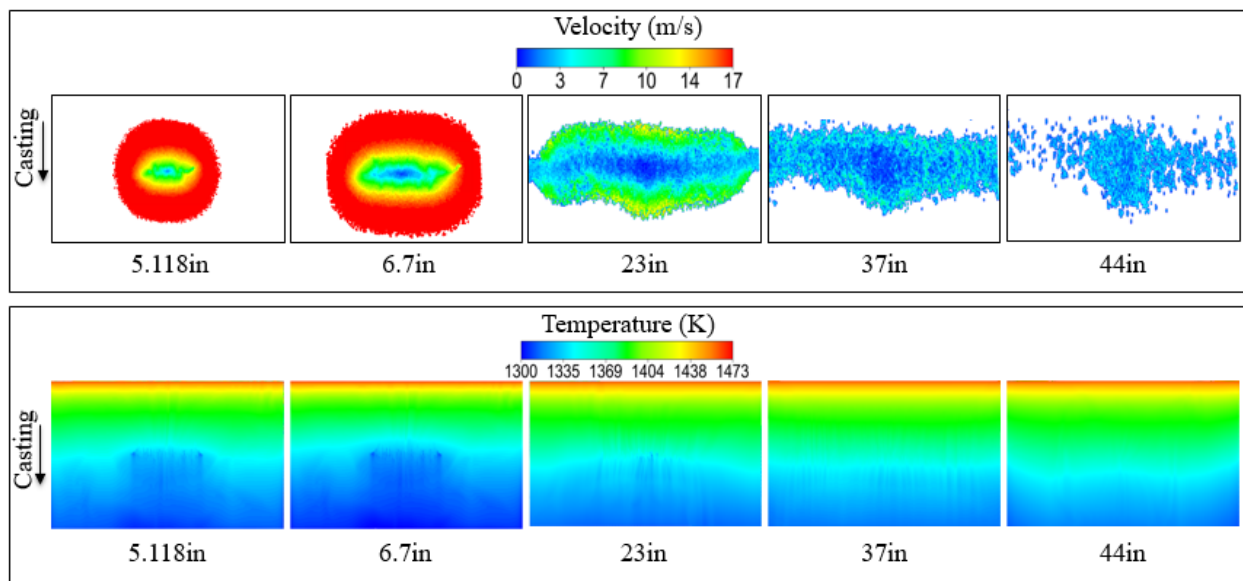 Velocity (m/s)
0 3 7 10 14 17
Casting
5.118in 6.7in 23in 37in 44in
Temperature (K)
1300 1335 1369 1404 1438 1473
Casting
5.118in 6.7in 23in 37in 44in